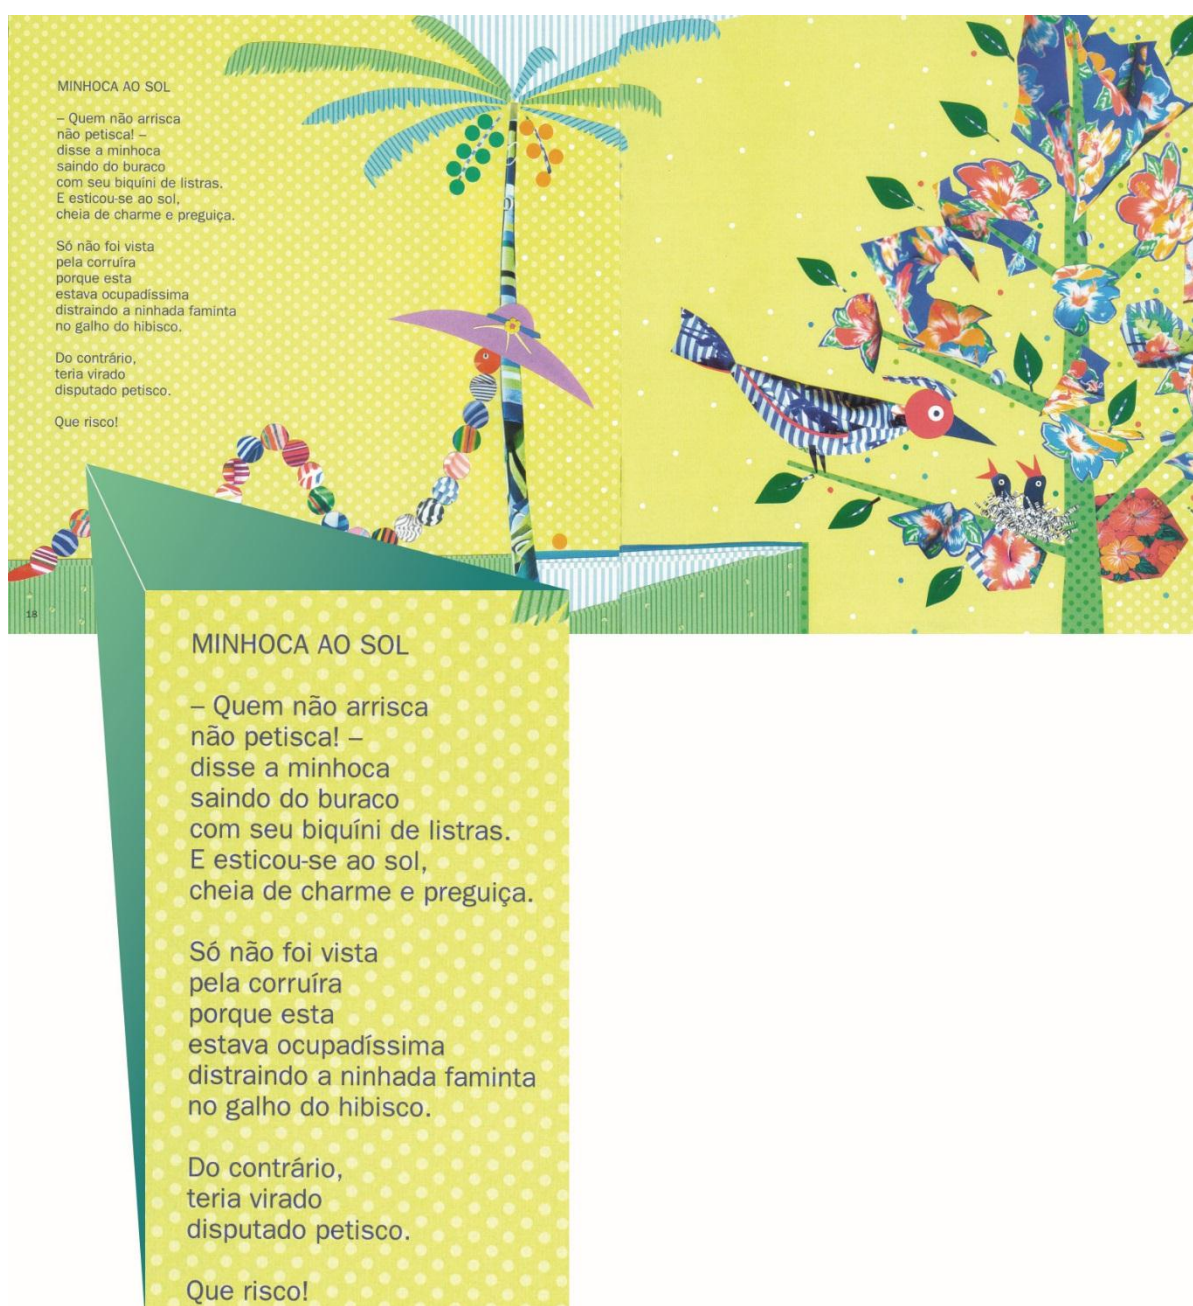 MINHOCA AO SOL
– Quem não arrisca
não petisca! –
disse a minhoca
saindo do buraco
com seu biquíni de listras.
E esticou-se ao sol,
cheia de charme e preguiça.
Só não foi vista
pela corruíra
porque esta
estava ocupadíssima
distraindo a ninhada faminta
no galho do hibisco.
Do contrário,
teria virado
disputado petisco.
Que risco!
18
MINHOCA AO SOL
– Quem não arrisca
não petisca! –
disse a minhoca
saindo do buraco
com seu biquíni de listras.
E esticou-se ao sol,
cheia de charme e preguiça.
Só não foi vista
pela corruíra
porque esta
estava ocupadíssima
distraindo a ninhada faminta
no galho do hibisco.
Do contrário,
teria virado
disputado petisco.
Que risco!